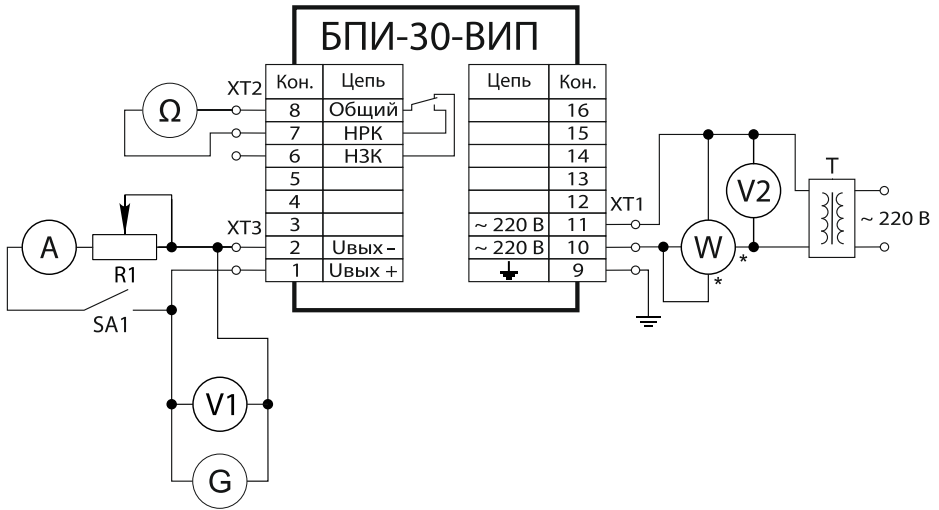 БПИ-30-ВИП
Кон. Цепь
Цепь Кон.
XT2
Ω
8 Общий
7 НРК
6 НЗК
5
4
3
2 Uвых –
1 Uвых +
16
15
14
13
12
~ 220 В 11
~ 220 В 10
9
XT3
A
R1
SA1
V1
G
XT1
W
*
*
V2
T
~ 220 В